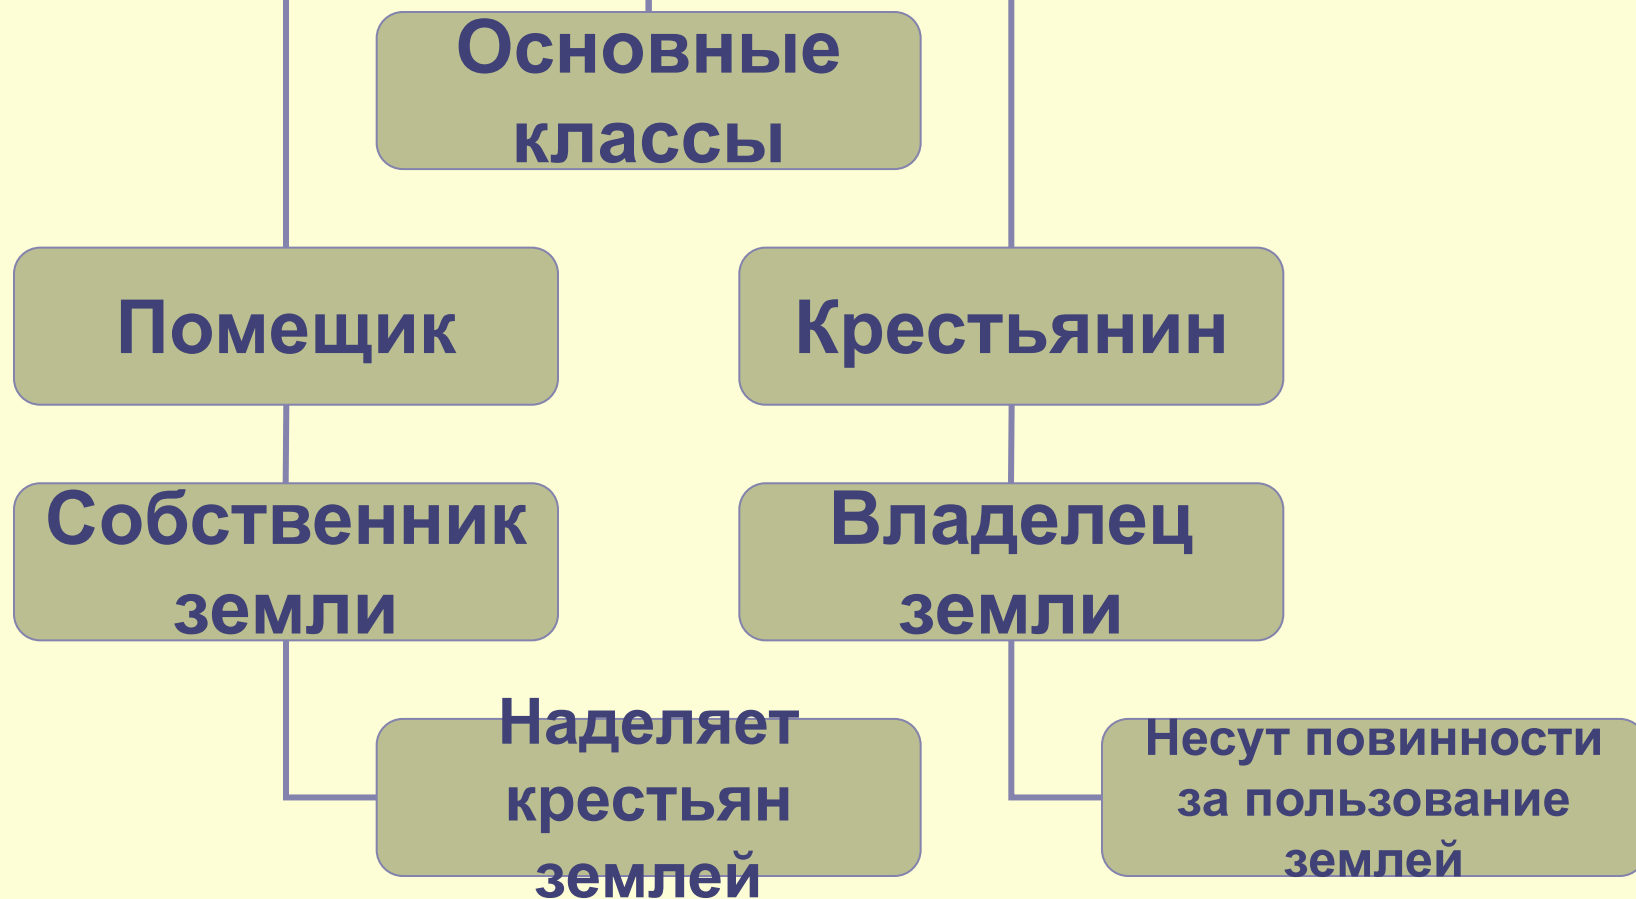 Основные
классы
Помещик
Крестьянин
Собственник
земли
Владелец
земли
Наделяет
крестьян
землей
Несут повинности
за пользование
землей